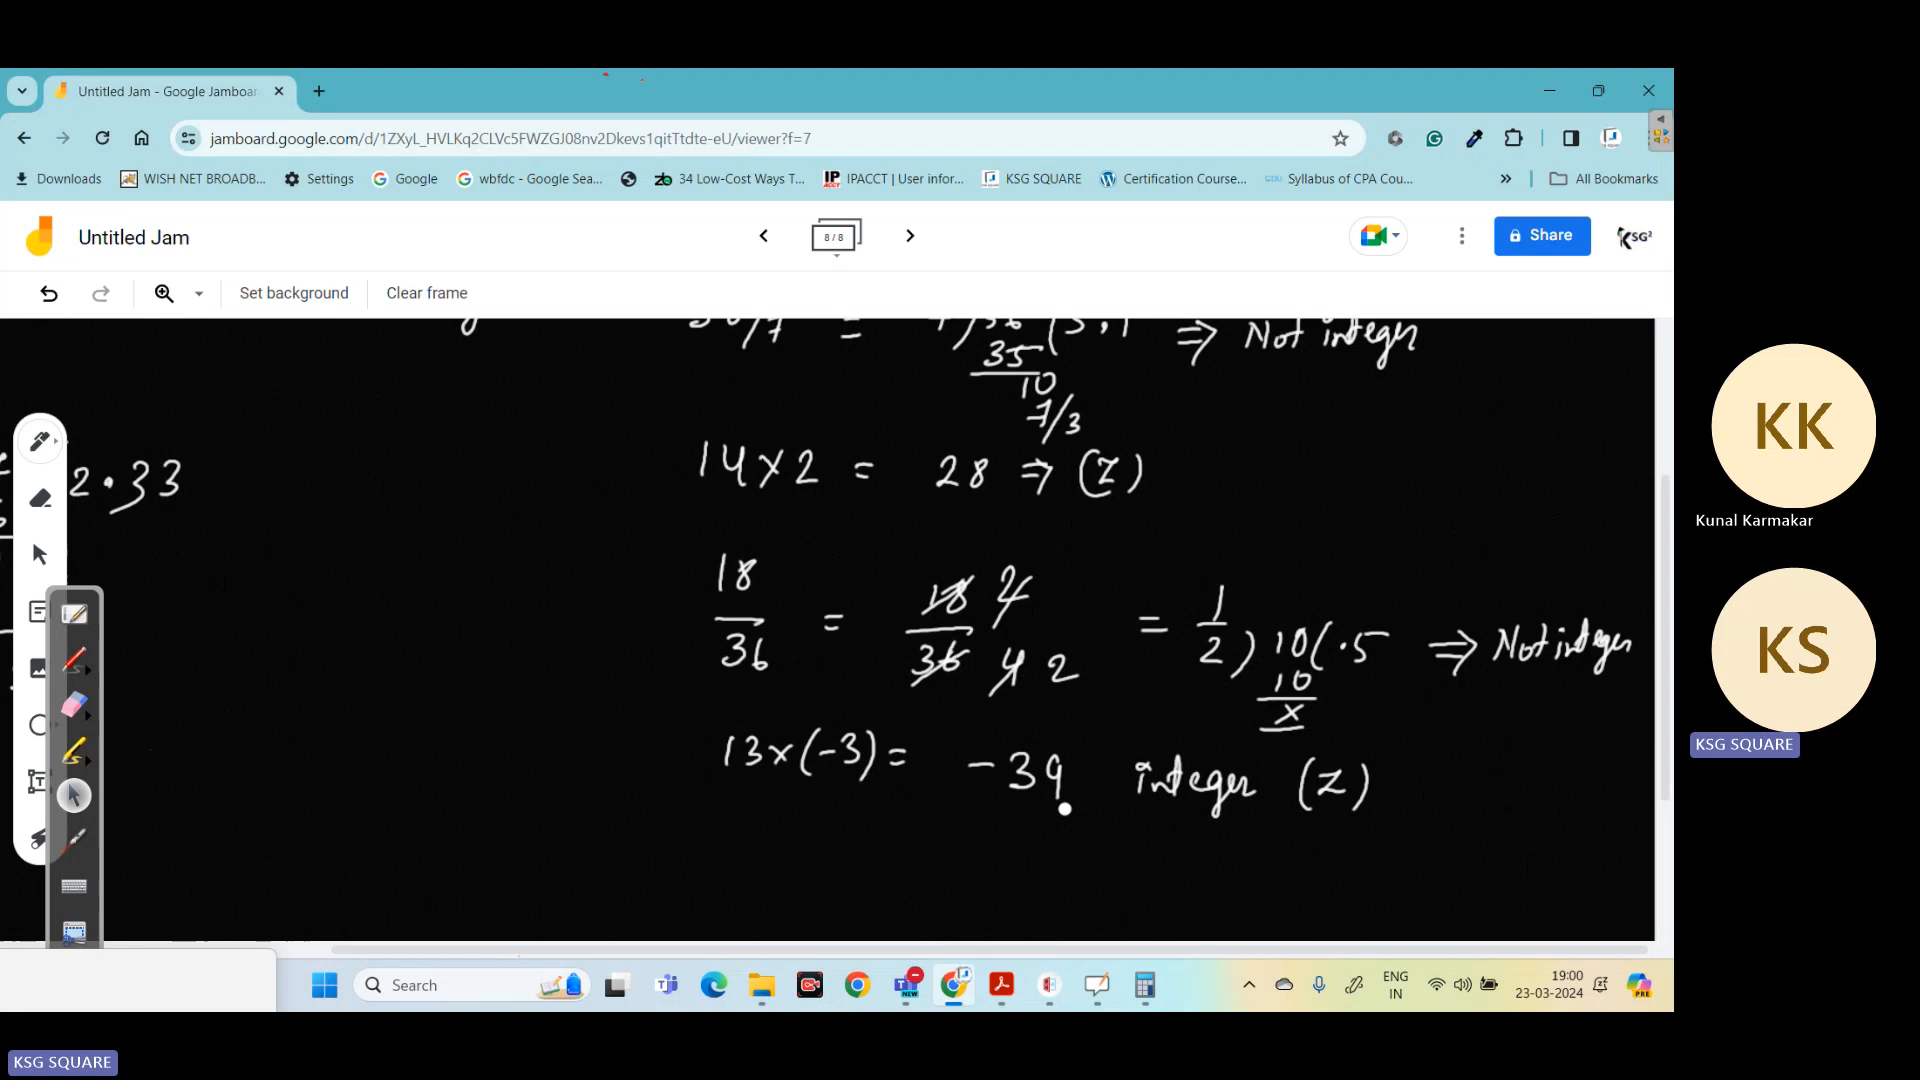 Untitled Jam - Google Jamboar
jamboard.google.com/d/1ZXyL_HVLKq2CLVc5FWZGJ08nv2Dkevs1qitTtdte-eU/viewer?f=7
Downloads WISH NET BROADB... Settings Google wbfdc - Google Sea... 34 Low-Cost Ways T... IPACCT | User infor... KSG SQUARE Certification Course... Syllabus of CPA Cou... » All Bookmarks
Untitled Jam
8 / 8
Share
KSG²
Set background Clear frame
⇒ Not integer
35
10
7/3
2.33
14 × 2 = 28 ⇒ (Z)
18/36 = 18/36 2/4 2 = 1/2 ) 10 ( .5 ⇒ Not integer
10
x
13 × (-3) = -39 integer (Z)
KK
Kunal Karmakar
KS
KSG SQUARE
Search
ENG
IN
19:00
23-03-2024
KSG SQUARE